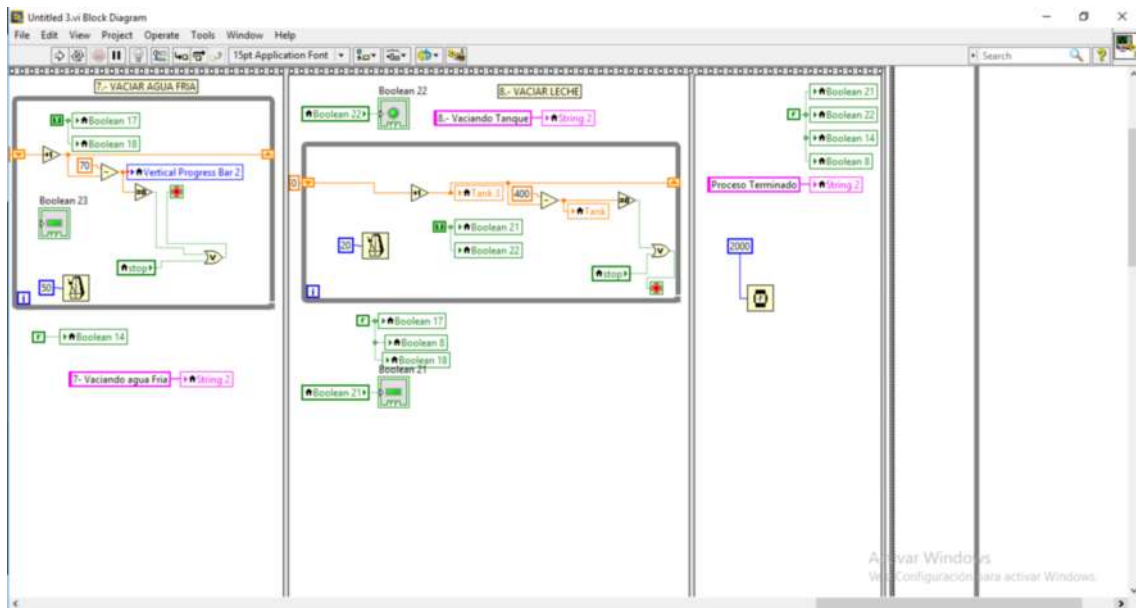 Untitled 3.vi Block Diagram
File Edit View Project Operate Tools Window Help
15pt Application Font
Search
7.- VACIAR AGUA FRIA
Boolean 17
Boolean 18
70
Vertical Progress Bar 2
Boolean 23
stop
50
i
F
Boolean 14
7- Vaciando agua Fria
String 2
Boolean 22
8.- VACIAR LECHE
Boolean 22
8.- Vaciando Tanque
String 2
0
Tank 3
400
Tank
Boolean 21
Boolean 22
20
stop
i
F
Boolean 17
Boolean 8
Boolean 18
Boolean 21
Boolean 21
Boolean 21
F
Boolean 22
Boolean 14
Boolean 8
Proceso Terminado
String 2
2000
Activar Windows
Ve a Configuración para activar Windows.